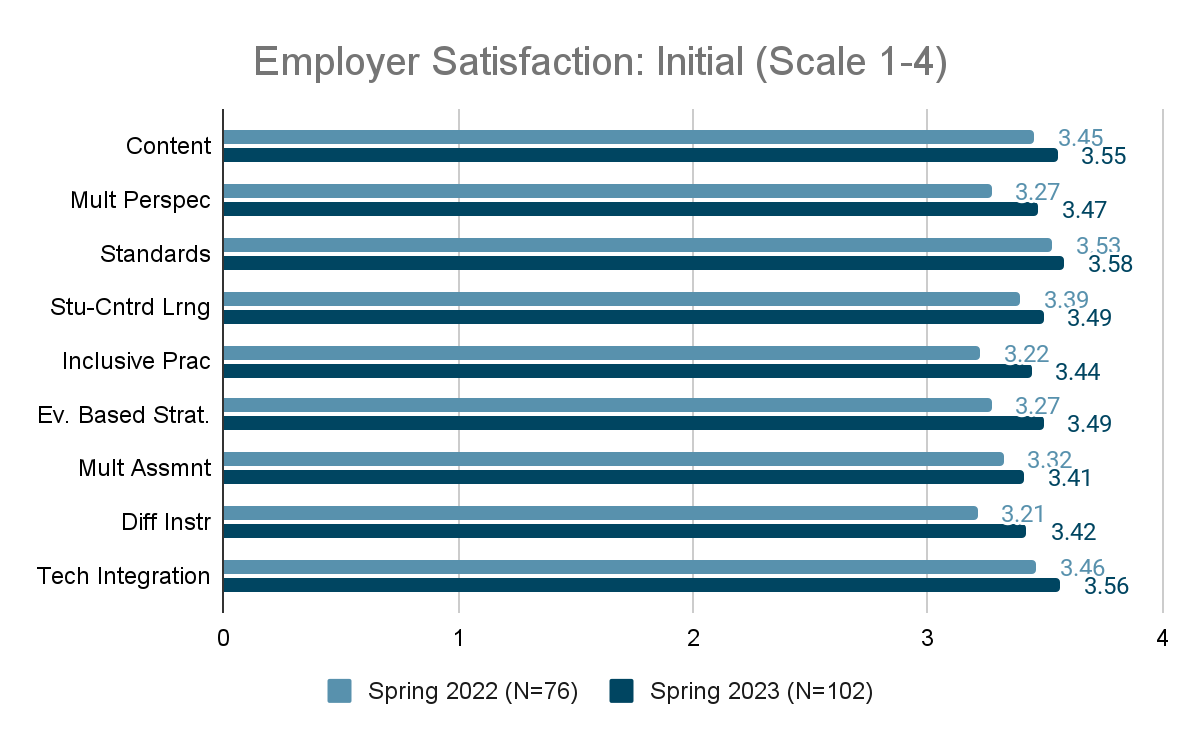 Employer Satisfaction: Initial (Scale 1-4)
Content
3.45
3.55
Mult Perspec
3.27
3.47
Standards
3.53
3.58
Stu-Cntrd Lrng
3.39
3.49
Inclusive Prac
3.22
3.44
Ev. Based Strat.
3.27
3.49
Mult Assmnt
3.32
3.41
Diff Instr
3.21
3.42
Tech Integration
3.46
3.56
0 1 2 3 4
Spring 2022 (N=76) Spring 2023 (N=102)